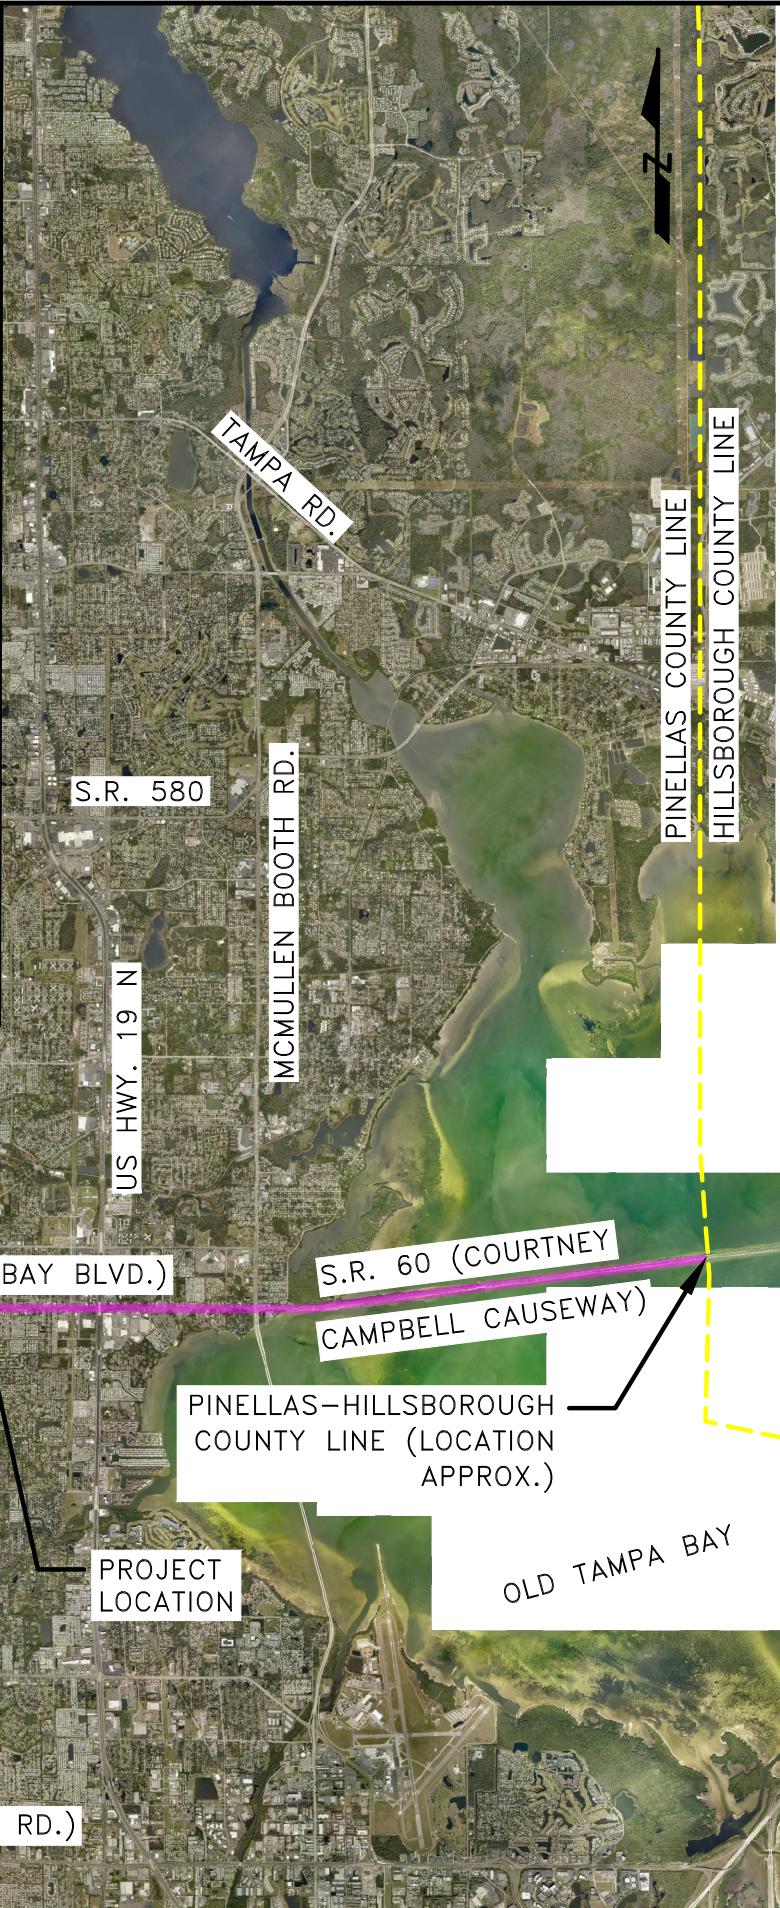 N
TAMPA RD.
PINELLAS COUNTY LINE
HILLSBOROUGH COUNTY LINE
S.R. 580
MCMULLEN BOOTH RD.
US HWY. 19 N
BAY BLVD.)
S.R. 60 (COURTNEY
CAMPBELL CAUSEWAY)
PINELLAS-HILLSBOROUGH
COUNTY LINE (LOCATION
APPROX.)
PROJECT
LOCATION
OLD TAMPA BAY
RD.)